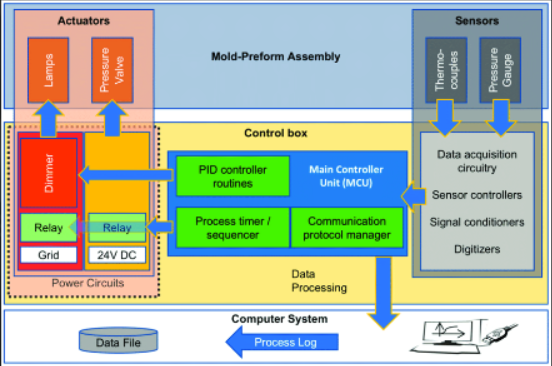 Actuators
Sensors
Mold-Preform Assembly
Lamps
Pressure
Valve
Thermo-
couples
Pressure
Gauge
Control box
Dimmer
PID controller
routines
Main Controller
Unit (MCU)
Data acquisition
circuitry
Sensor controllers
Signal conditioners
Digitizers
Relay
Relay
Process timer /
sequencer
Communication
protocol manager
Grid
24V DC
Power Circuits
Data
Processing
Computer System
Data File
Process Log